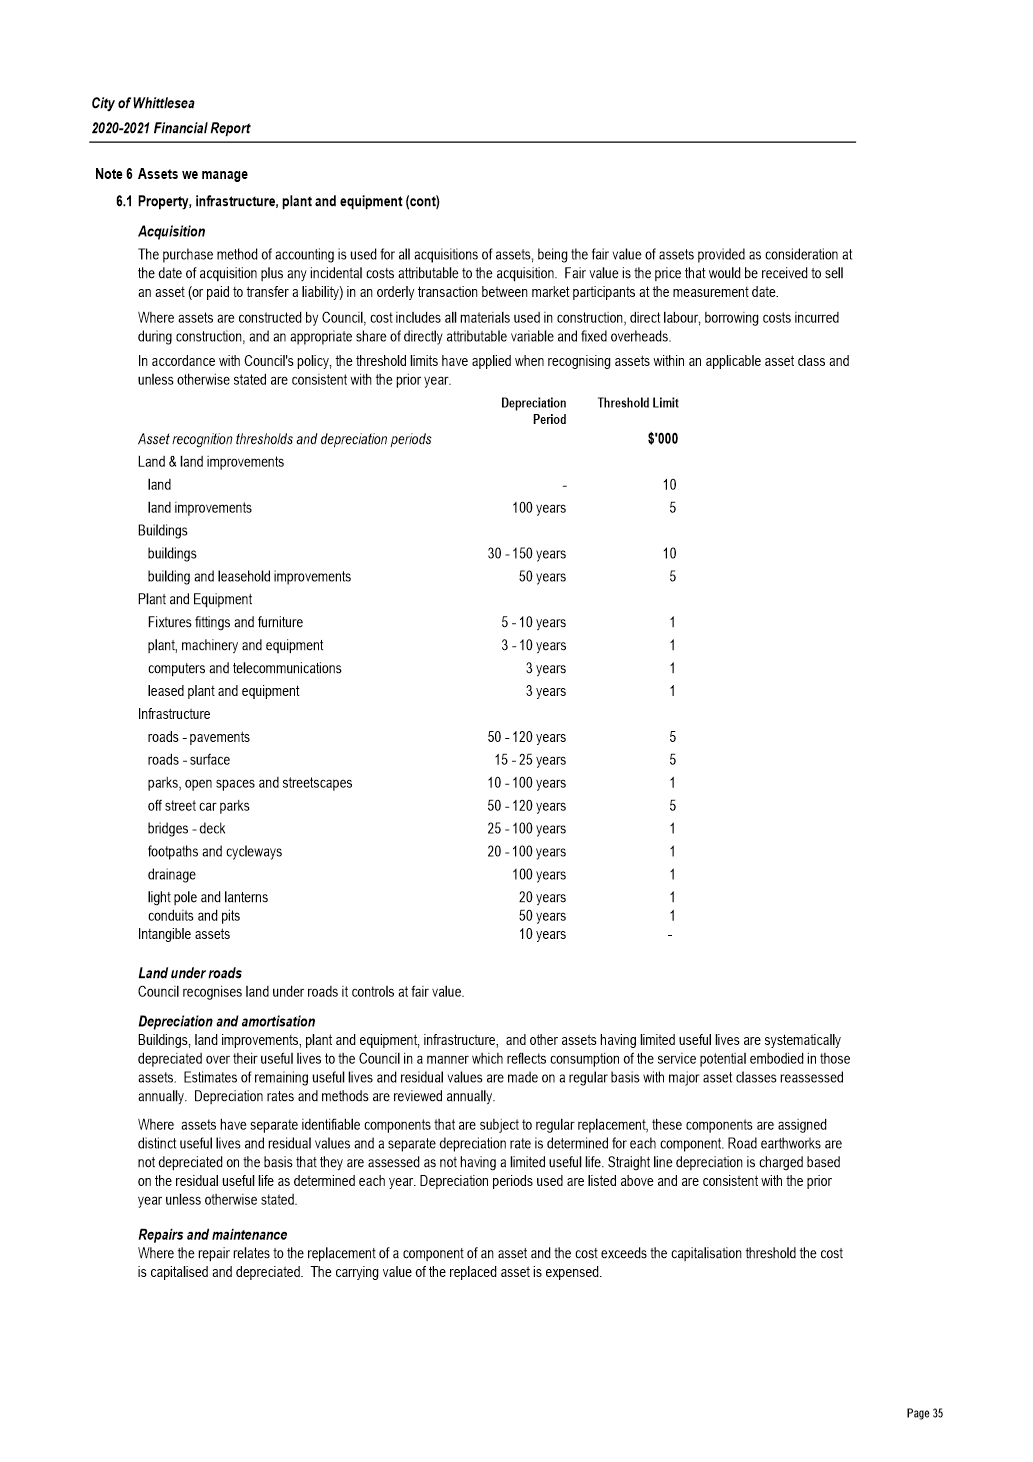 City of Whittlesea
2020-2021 Financial Report
Note 6 Assets we manage
6.1 Property, infrastructure, plant and equipment (cont)
Acquisition
The purchase method of accounting is used for all acquisitions of assets, being the fair value of assets provided as consideration at
the date of acquisition plus any incidental costs attributable to the acquisition.  Fair value is the price that would be received to sell
an asset (or paid to transfer a liability) in an orderly transaction between market participants at the measurement date.
Where assets are constructed by Council, cost includes all materials used in construction, direct labour, borrowing costs incurred
during construction, and an appropriate share of directly attributable variable and fixed overheads.
In accordance with Council's policy, the threshold limits have applied when recognising assets within an applicable asset class and
unless otherwise stated are consistent with the prior year.
Depreciation Threshold Limit
Period
Asset recognition thresholds and depreciation periods $'000
Land & land improvements
land - 10
land improvements 100 years 5
Buildings
buildings 30 - 150 years 10
building and leasehold improvements 50 years 5
Plant and Equipment
Fixtures fittings and furniture 5 - 10 years 1
plant, machinery and equipment 3 - 10 years 1
computers and telecommunications 3 years 1
leased plant and equipment 3 years 1
Infrastructure
roads - pavements 50 - 120 years 5
roads - surface 15 - 25 years 5
parks, open spaces and streetscapes 10 - 100 years 1
off street car parks 50 - 120 years 5
bridges - deck 25 - 100 years 1
footpaths and cycleways 20 - 100 years 1
drainage 100 years 1
light pole and lanterns 20 years 1
conduits and pits 50 years 1
Intangible assets 10 years -
Land under roads
Council recognises land under roads it controls at fair value.
Depreciation and amortisation
Buildings, land improvements, plant and equipment, infrastructure,  and other assets having limited useful lives are systematically
depreciated over their useful lives to the Council in a manner which reflects consumption of the service potential embodied in those
assets.  Estimates of remaining useful lives and residual values are made on a regular basis with major asset classes reassessed
annually.  Depreciation rates and methods are reviewed annually.
Where  assets have separate identifiable components that are subject to regular replacement, these components are assigned
distinct useful lives and residual values and a separate depreciation rate is determined for each component. Road earthworks are
not depreciated on the basis that they are assessed as not having a limited useful life. Straight line depreciation is charged based
on the residual useful life as determined each year. Depreciation periods used are listed above and are consistent with the prior
year unless otherwise stated.
Repairs and maintenance
Where the repair relates to the replacement of a component of an asset and the cost exceeds the capitalisation threshold the cost
is capitalised and depreciated.  The carrying value of the replaced asset is expensed.
Page 35